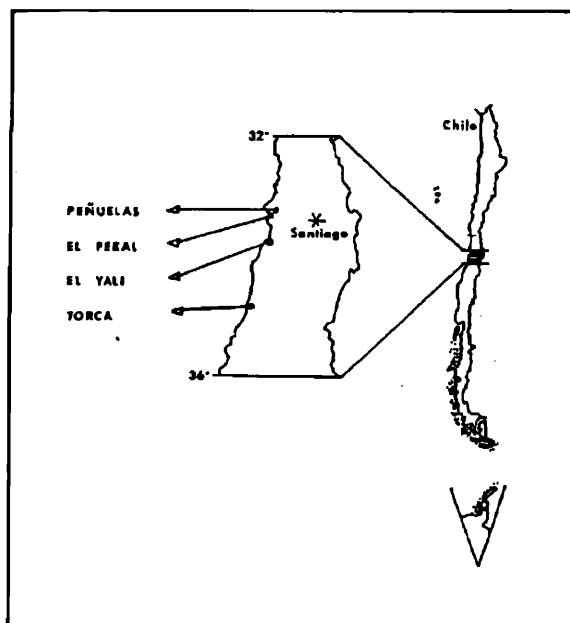 32°
Chile
PEÑUELAS
Santiago
EL PERAL
EL YALI
TORCA
36°